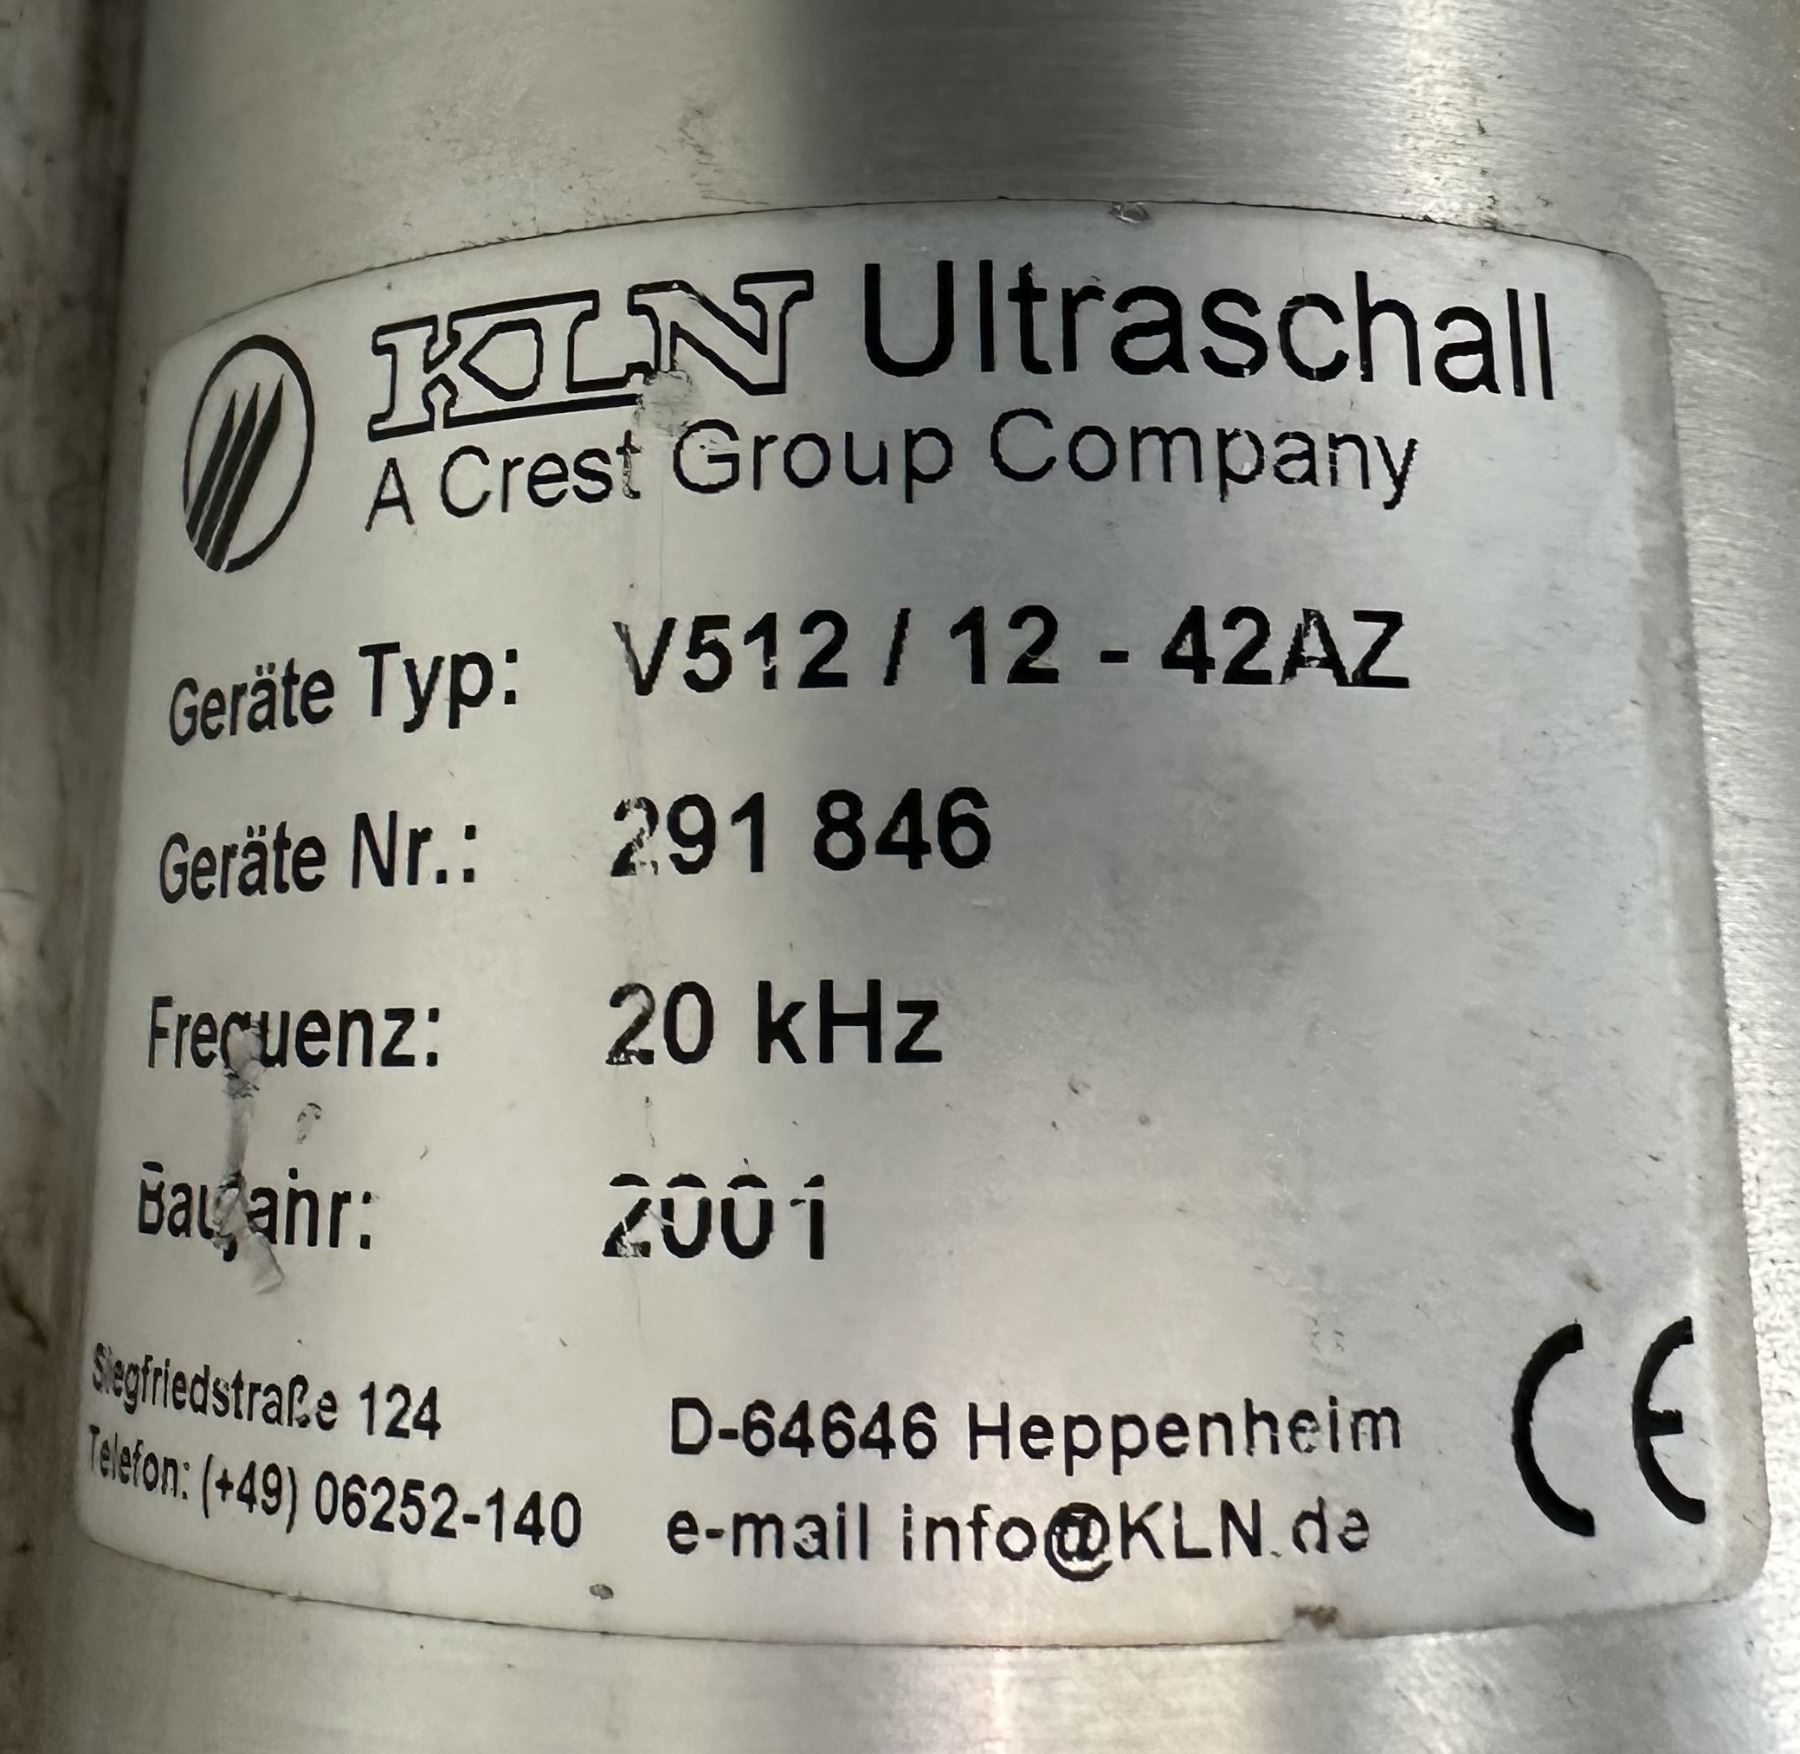 KLN Ultraschall
A Crest Group Company
Geräte Typ: V512 / 12 - 42AZ
Geräte Nr.: 291 846
Frequenz: 20 kHz
Baujahr: 2001
Siegfriedstraße 124 D-64646 Heppenheim
Telefon: (+49) 06252-140 e-mail info@KLN.de
CE